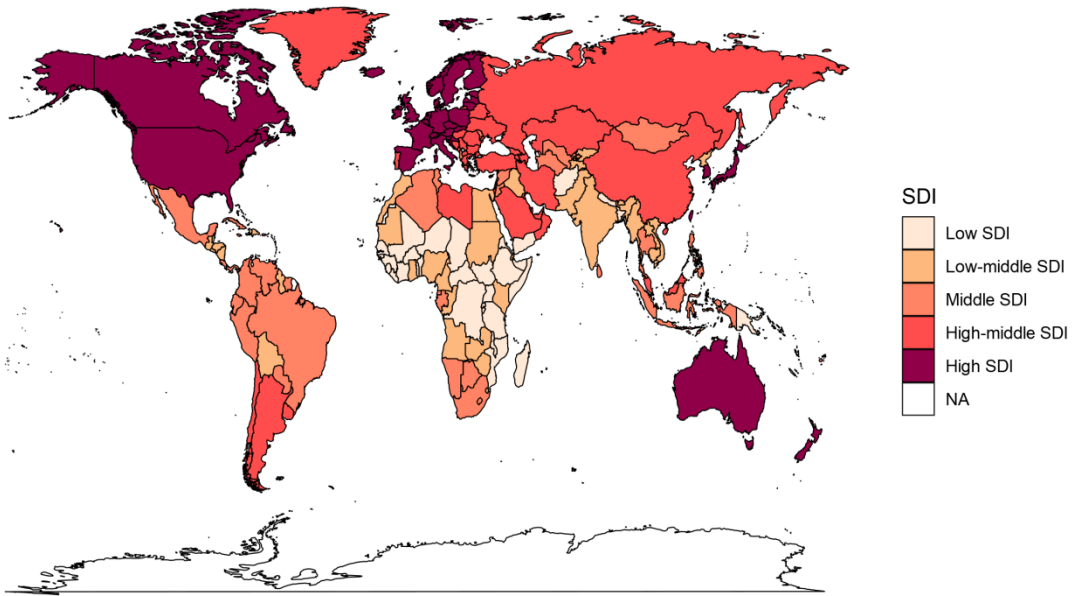 SDI
Low SDI
Low-middle SDI
Middle SDI
High-middle SDI
High SDI
NA